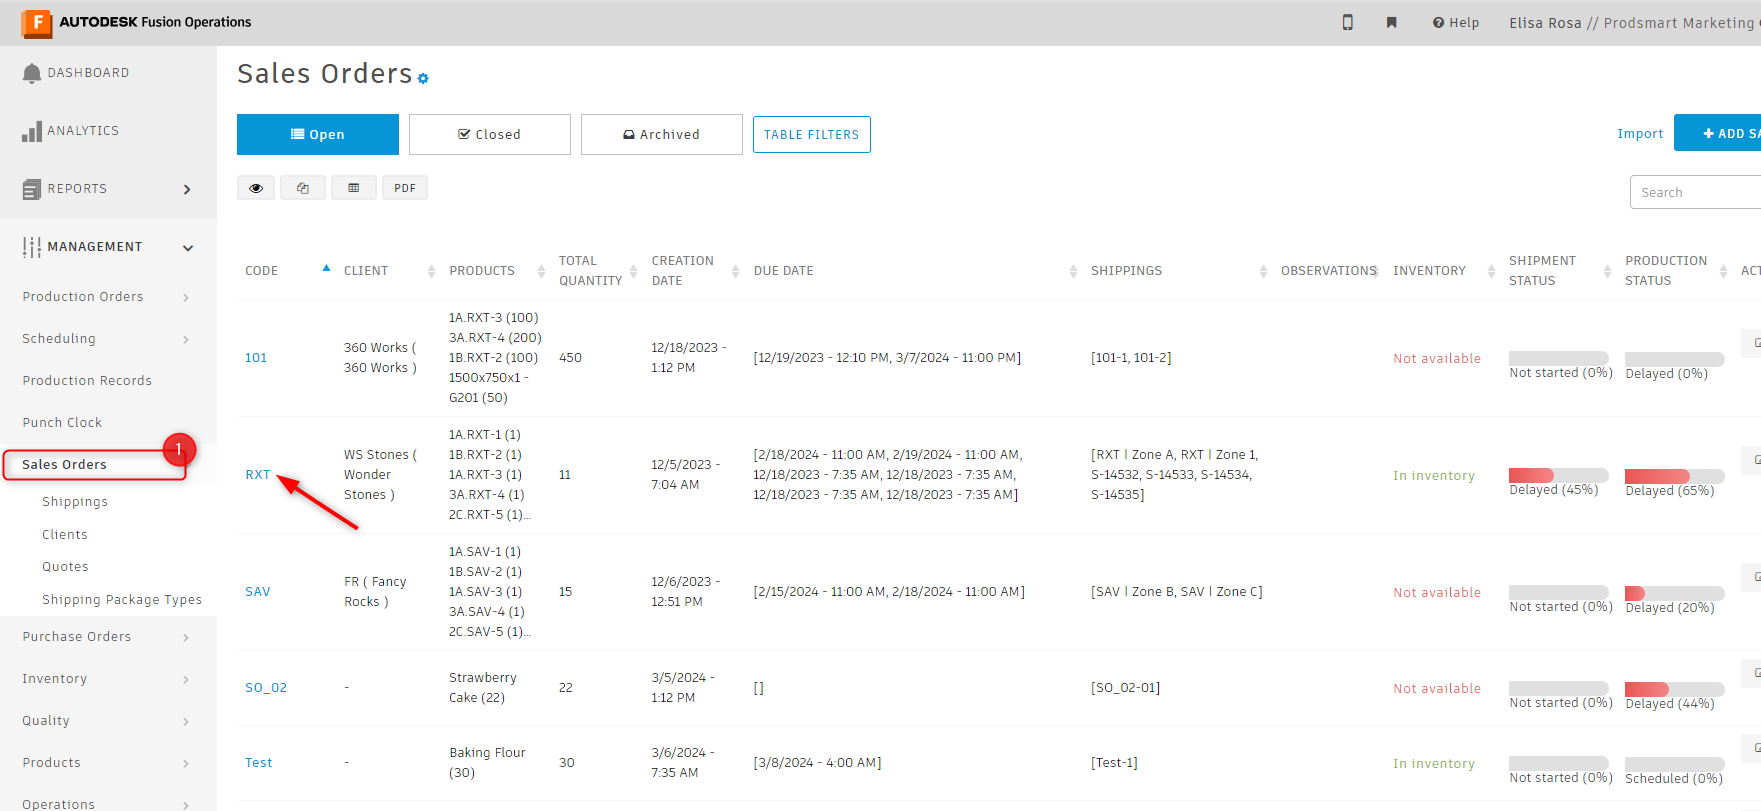 F AUTODESK Fusion Operations
Help
Elisa Rosa // Prodsmart Marketing
DASHBOARD
ANALYTICS
REPORTS
MANAGEMENT
Production Orders
Scheduling
Production Records
Punch Clock
1
Sales Orders
Shippings
Clients
Quotes
Shipping Package Types
Purchase Orders
Inventory
Quality
Products
Operations
Sales Orders
Open
Closed
Archived
TABLE FILTERS
Import
+ ADD SA
PDF
Search
CODE
CLIENT
PRODUCTS
TOTAL
QUANTITY
CREATION
DATE
DUE DATE
SHIPPINGS
OBSERVATIONS
INVENTORY
SHIPMENT
STATUS
PRODUCTION
STATUS
ACT
101
360 Works (
360 Works )
1A.RXT-3 (100)
3A.RXT-4 (200)
1B.RXT-2 (100)
1500x750x1 -
G201 (50)
450
12/18/2023 -
1:12 PM
[12/19/2023 - 12:10 PM, 3/7/2024 - 11:00 PM]
[101-1, 101-2]
Not available
Not started (0%)
Delayed (0%)
RXT
WS Stones (
Wonder
Stones )
1A.RXT-1 (1)
1B.RXT-2 (1)
1A.RXT-3 (1)
3A.RXT-4 (1)
2C.RXT-5 (1)...
11
12/5/2023 -
7:04 AM
[2/18/2024 - 11:00 AM, 2/19/2024 - 11:00 AM,
12/18/2023 - 7:35 AM, 12/18/2023 - 7:35 AM,
12/18/2023 - 7:35 AM, 12/18/2023 - 7:35 AM]
[RXT | Zone A, RXT | Zone 1,
S-14532, S-14533, S-14534,
S-14535]
In inventory
Delayed (45%)
Delayed (65%)
SAV
FR ( Fancy
Rocks )
1A.SAV-1 (1)
1B.SAV-2 (1)
1A.SAV-3 (1)
3A.SAV-4 (1)
2C.SAV-5 (1)...
15
12/6/2023 -
12:51 PM
[2/15/2024 - 11:00 AM, 2/18/2024 - 11:00 AM]
[SAV | Zone B, SAV | Zone C]
Not available
Not started (0%)
Delayed (20%)
SO_02
-
Strawberry
Cake (22)
22
3/5/2024 -
1:12 PM
[]
[SO_02-01]
Not available
Not started (0%)
Delayed (44%)
Test
-
Baking Flour
(30)
30
3/6/2024 -
7:35 AM
[3/8/2024 - 4:00 AM]
[Test-1]
In inventory
Not started (0%)
Scheduled (0%)